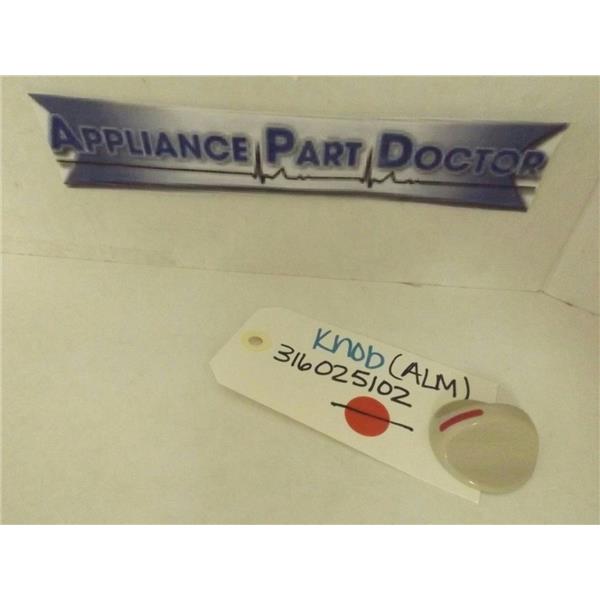 APPLIANCE PART DOCTOR
Knob (ALM)
316025102